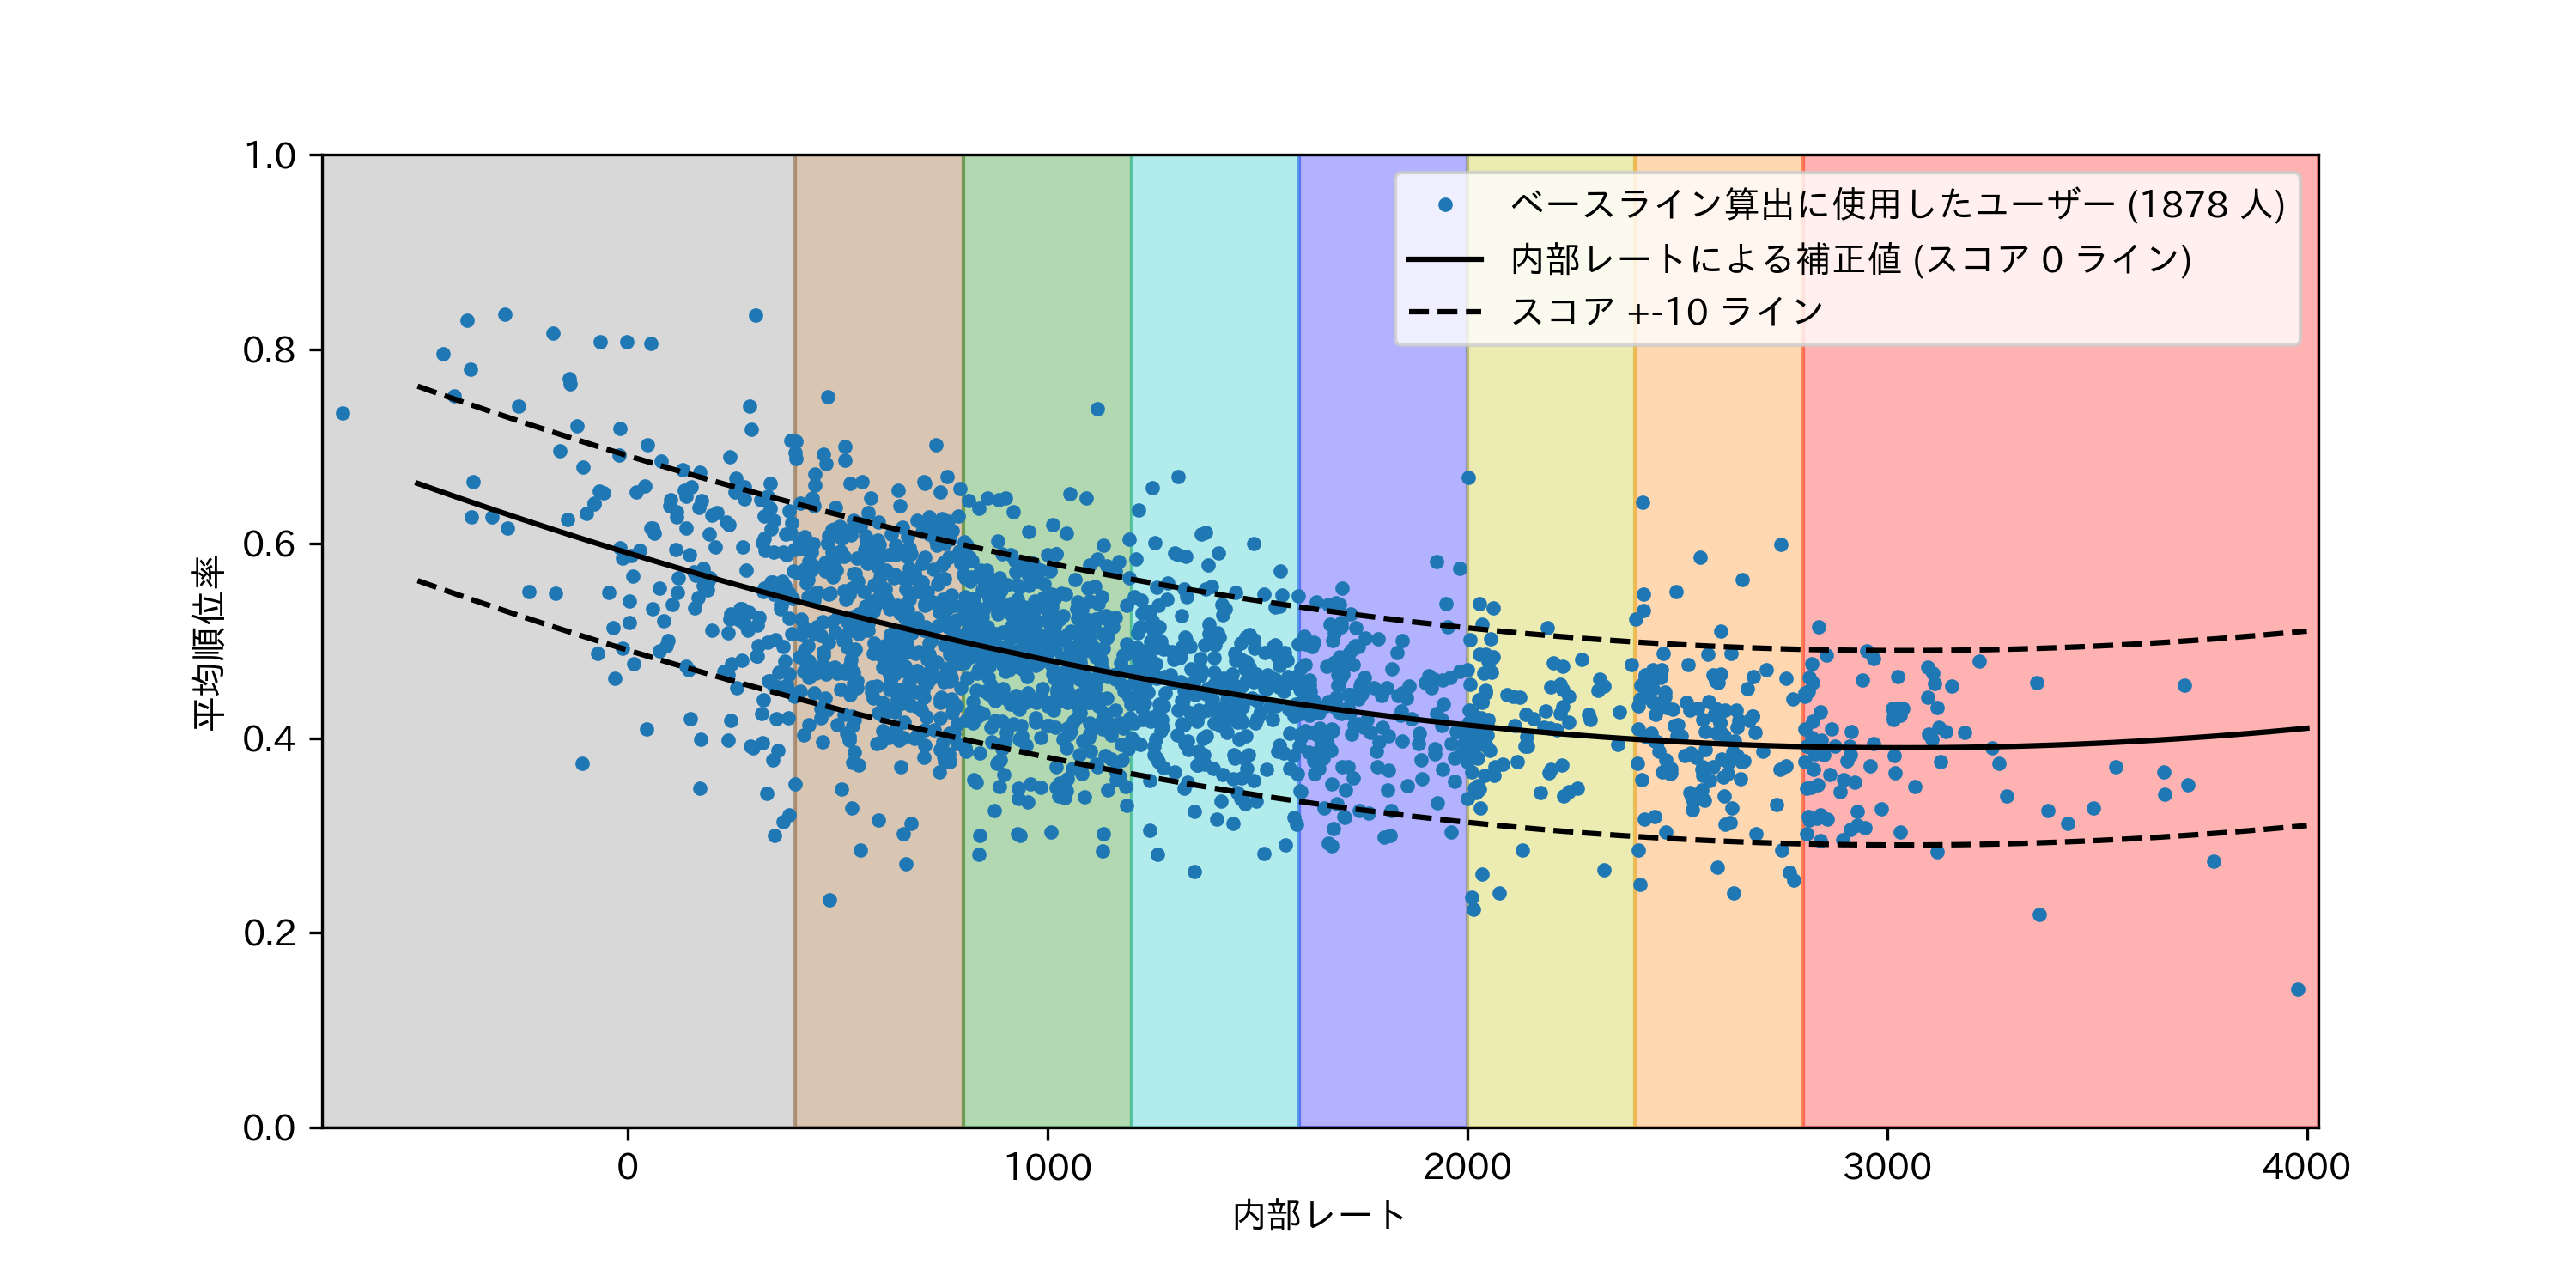 ベースライン算出に使用したユーザー (1878 人)
内部レートによる補正値 (スコア 0 ライン)
スコア +-10 ライン
平均順位率
1.0
0.8
0.6
0.4
0.2
0.0
0
1000
2000
3000
4000
内部レート